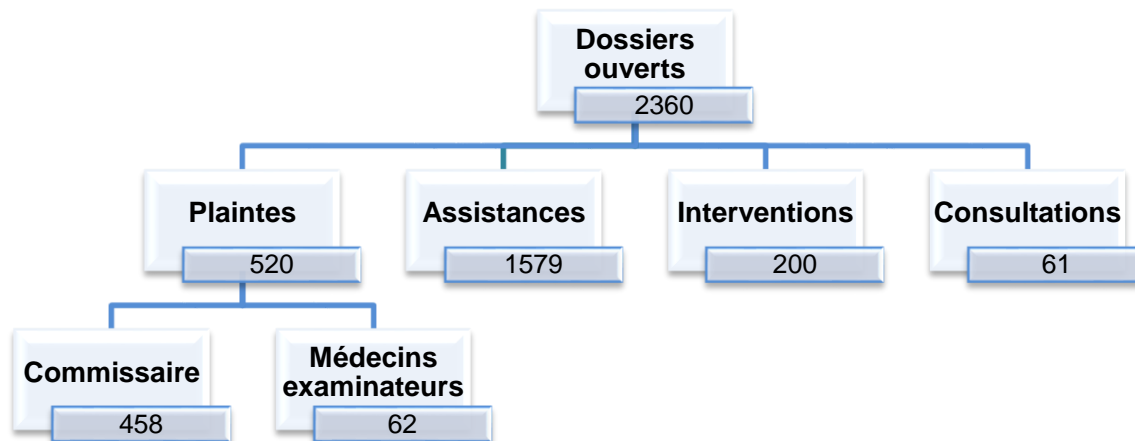 Dossiers
ouverts
2360
Plaintes
520
Assistances
1579
Interventions
200
Consultations
61
Commissaire
458
Médecins
examinateurs
62